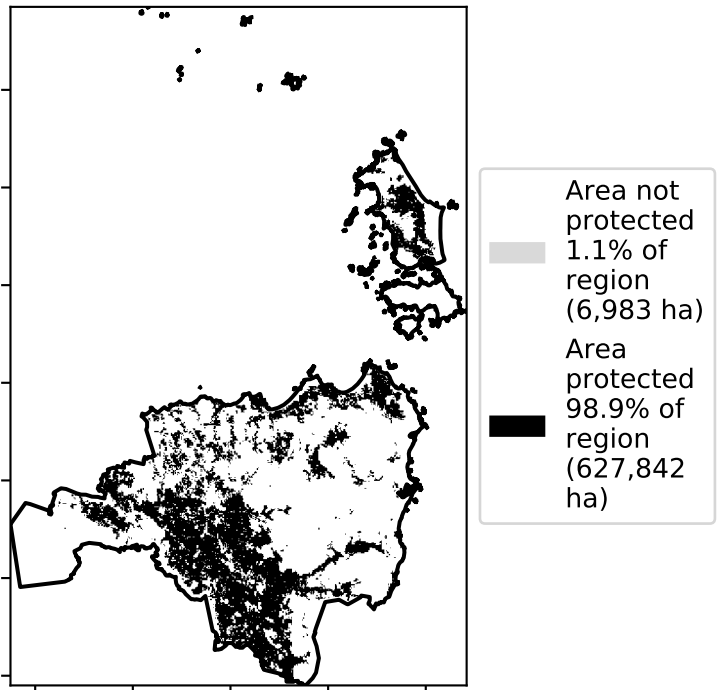 Area not
protected
1.1% of
region
(6,983 ha)
Area
protected
98.9% of
region
(627,842
ha)